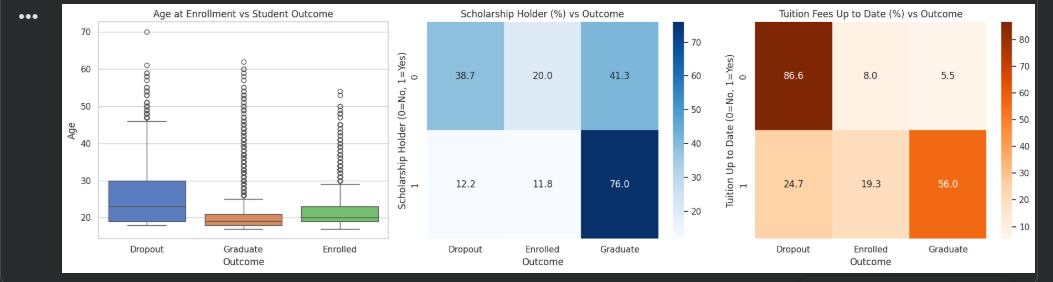 Age at Enrollment vs Student Outcome
70
60
50
40
30
20
Age
Dropout
Graduate
Enrolled
Outcome
Scholarship Holder (%) vs Outcome
Scholarship Holder (0=No, 1=Yes)
0
1
38.7
20.0
41.3
12.2
11.8
76.0
Dropout
Enrolled
Graduate
Outcome
70
60
50
40
30
20
Tuition Fees Up to Date (%) vs Outcome
Tuition Up to Date (0=No, 1=Yes)
0
1
86.6
8.0
5.5
24.7
19.3
56.0
Dropout
Enrolled
Graduate
Outcome
80
70
60
50
40
30
20
10